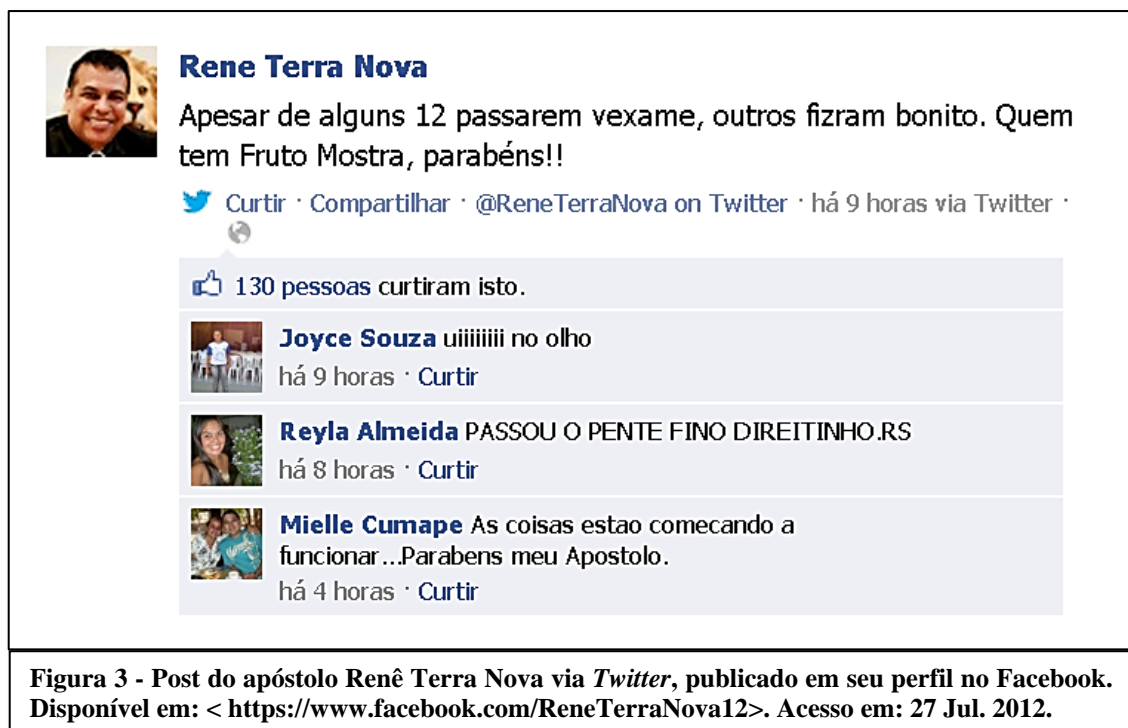 Rene Terra Nova
Apesar de alguns 12 passarem vexame, outros fizram bonito. Quem
tem Fruto Mostra, parabéns!!
Curtir · Compartilhar · @ReneTerraNova on Twitter · há 9 horas via Twitter ·
130 pessoas curtiram isto.
Joyce Souza uiiiiiiiii no olho
há 9 horas · Curtir
Reyla Almeida PASSOU O PENTE FINO DIREITINHO.RS
há 8 horas · Curtir
Mielle Cumape As coisas estao comecando a
funcionar...Parabens meu Apostolo.
há 4 horas · Curtir
Figura 3 - Post do apóstolo Renê Terra Nova via Twitter, publicado em seu perfil no Facebook.
Disponível em: < https://www.facebook.com/ReneTerraNova12>. Acesso em: 27 Jul. 2012.